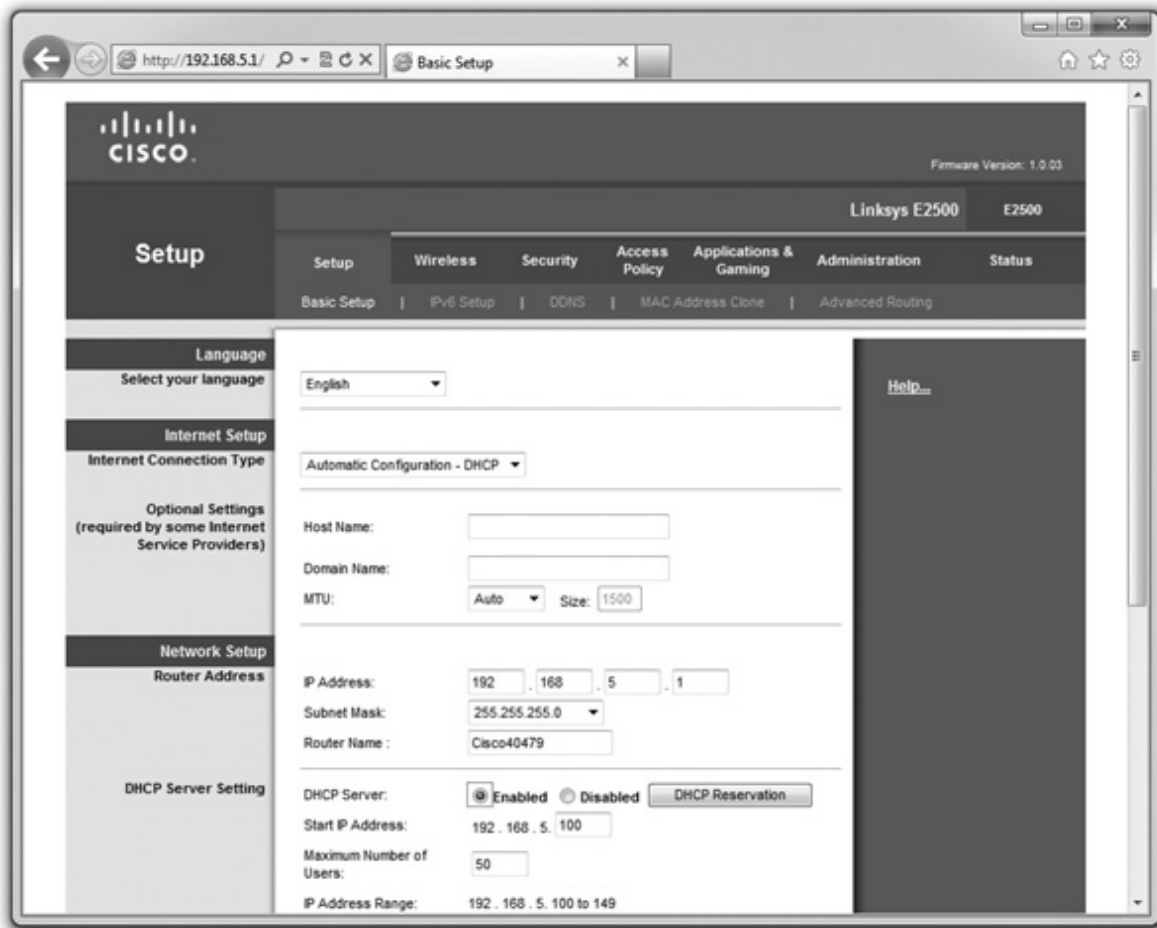 http://192.168.5.1/
Basic Setup
CISCO.
Firmware Version: 1.0.03
Linksys E2500
E2500
Setup
Setup
Wireless
Security
Access Policy
Applications & Gaming
Administration
Status
Basic Setup | IPv6 Setup | DDNS | MAC Address Clone | Advanced Routing
Language
Select your language
English
Help...
Internet Setup
Internet Connection Type
Automatic Configuration - DHCP
Optional Settings
(required by some Internet
Service Providers)
Host Name:
Domain Name:
MTU: Auto Size: 1500
Network Setup
Router Address
IP Address: 192 . 168 . 5 . 1
Subnet Mask: 255.255.255.0
Router Name : Cisco40479
DHCP Server Setting
DHCP Server: Enabled Disabled DHCP Reservation
Start IP Address: 192 . 168 . 5. 100
Maximum Number of
Users: 50
IP Address Range: 192 . 168 . 5. 100 to 149